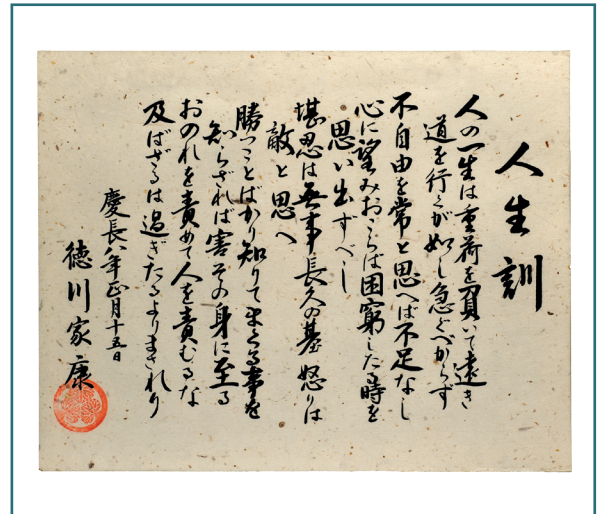 人生訓
人の一生は重荷を負いて遠き
道を行くが如し急ぐべからず
不自由を常と思へば不足なし
心に望みおこらば困窮したる時を
思い出すべし
堪忍は無事長久の基 怒りは
敵と思へ
勝つことばかり知りてまくる事を
知らざれば害その身に至る
おのれを責めて人を責むるな
及ばざるは過ぎたるよりまされり
慶長八年正月十五日
徳川家康